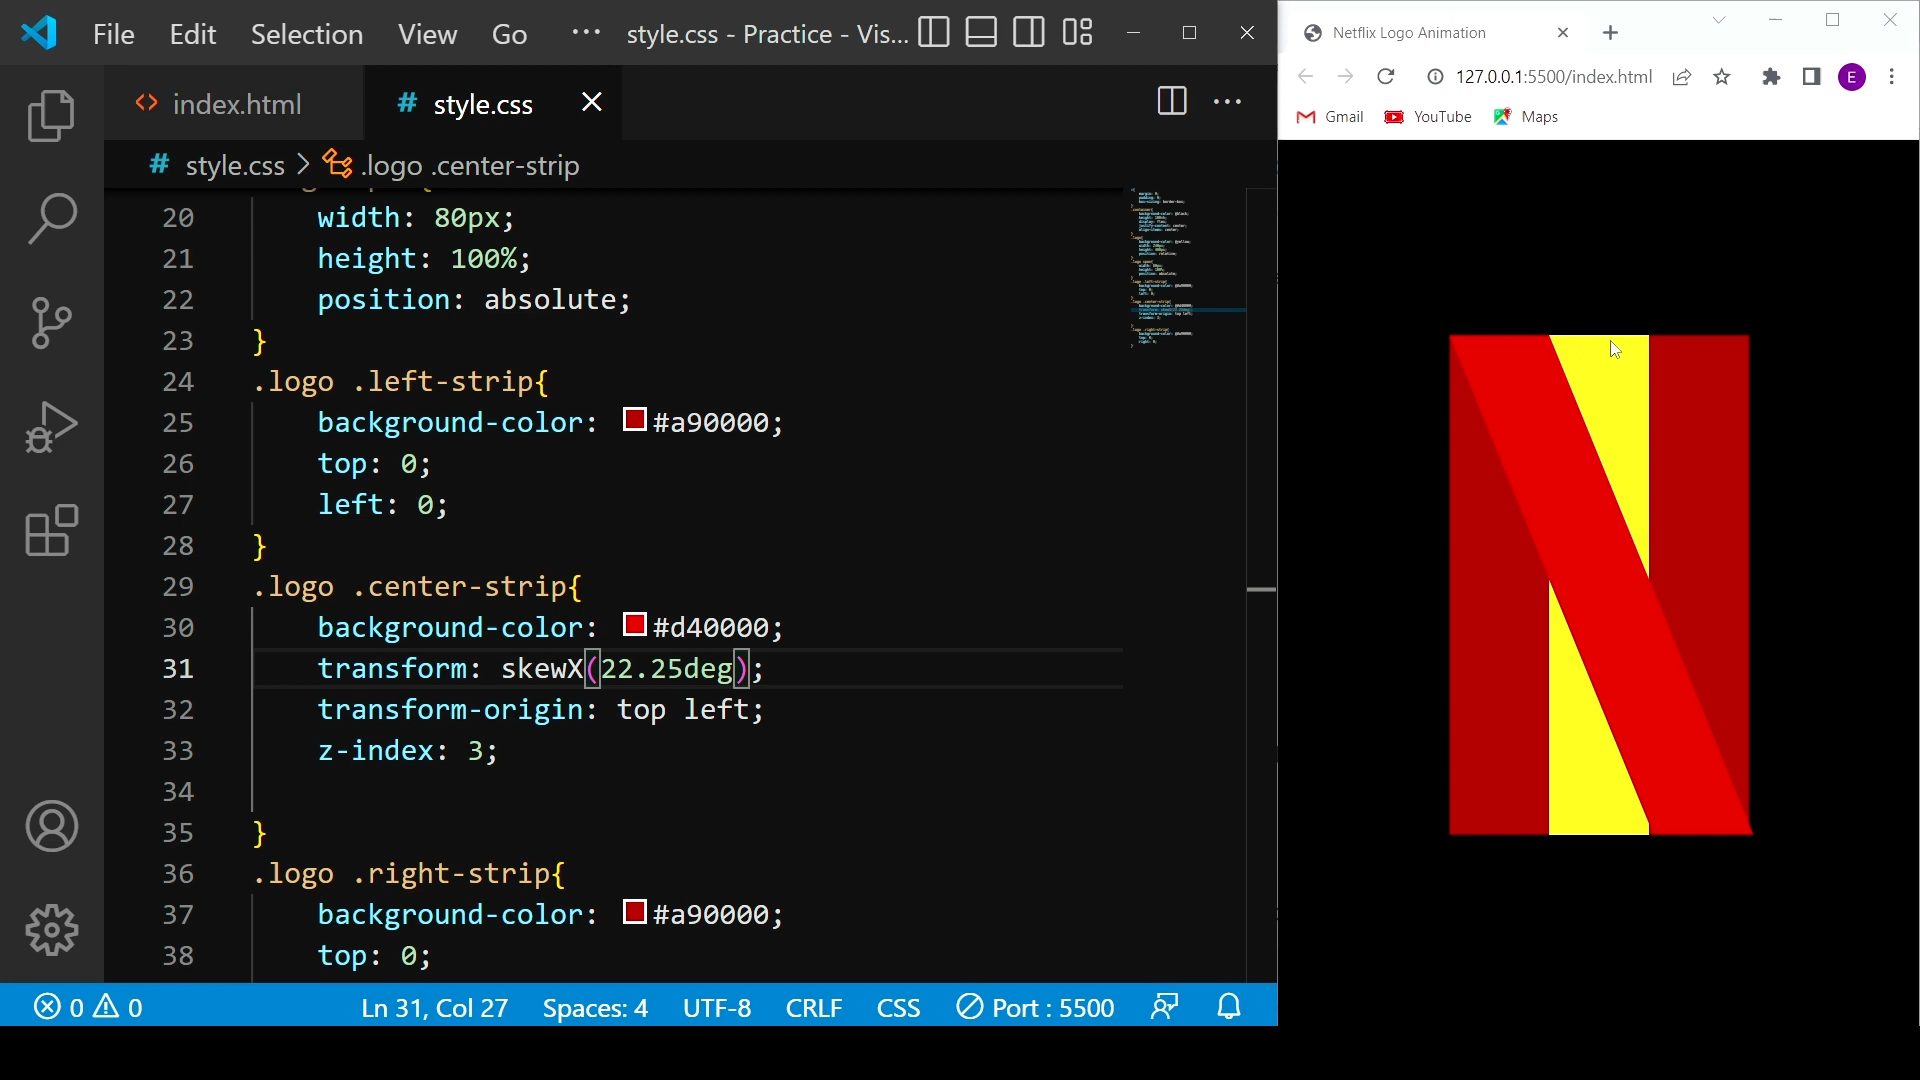 File Edit Selection View Go ··· style.css - Practice - Vis...
index.html
# style.css
# style.css > .logo .center-strip
20 width: 80px;
21 height: 100%;
22 position: absolute;
23 }
24 .logo .left-strip{
25 background-color: #a90000;
26 top: 0;
27 left: 0;
28 }
29 .logo .center-strip{
30 background-color: #d40000;
31 transform: skewX(22.25deg);
32 transform-origin: top left;
33 z-index: 3;
34
35 }
36 .logo .right-strip{
37 background-color: #a90000;
38 top: 0;
0 0 Ln 31, Col 27 Spaces: 4 UTF-8 CRLF CSS Port : 5500
Netflix Logo Animation
127.0.0.1:5500/index.html E
Gmail YouTube Maps